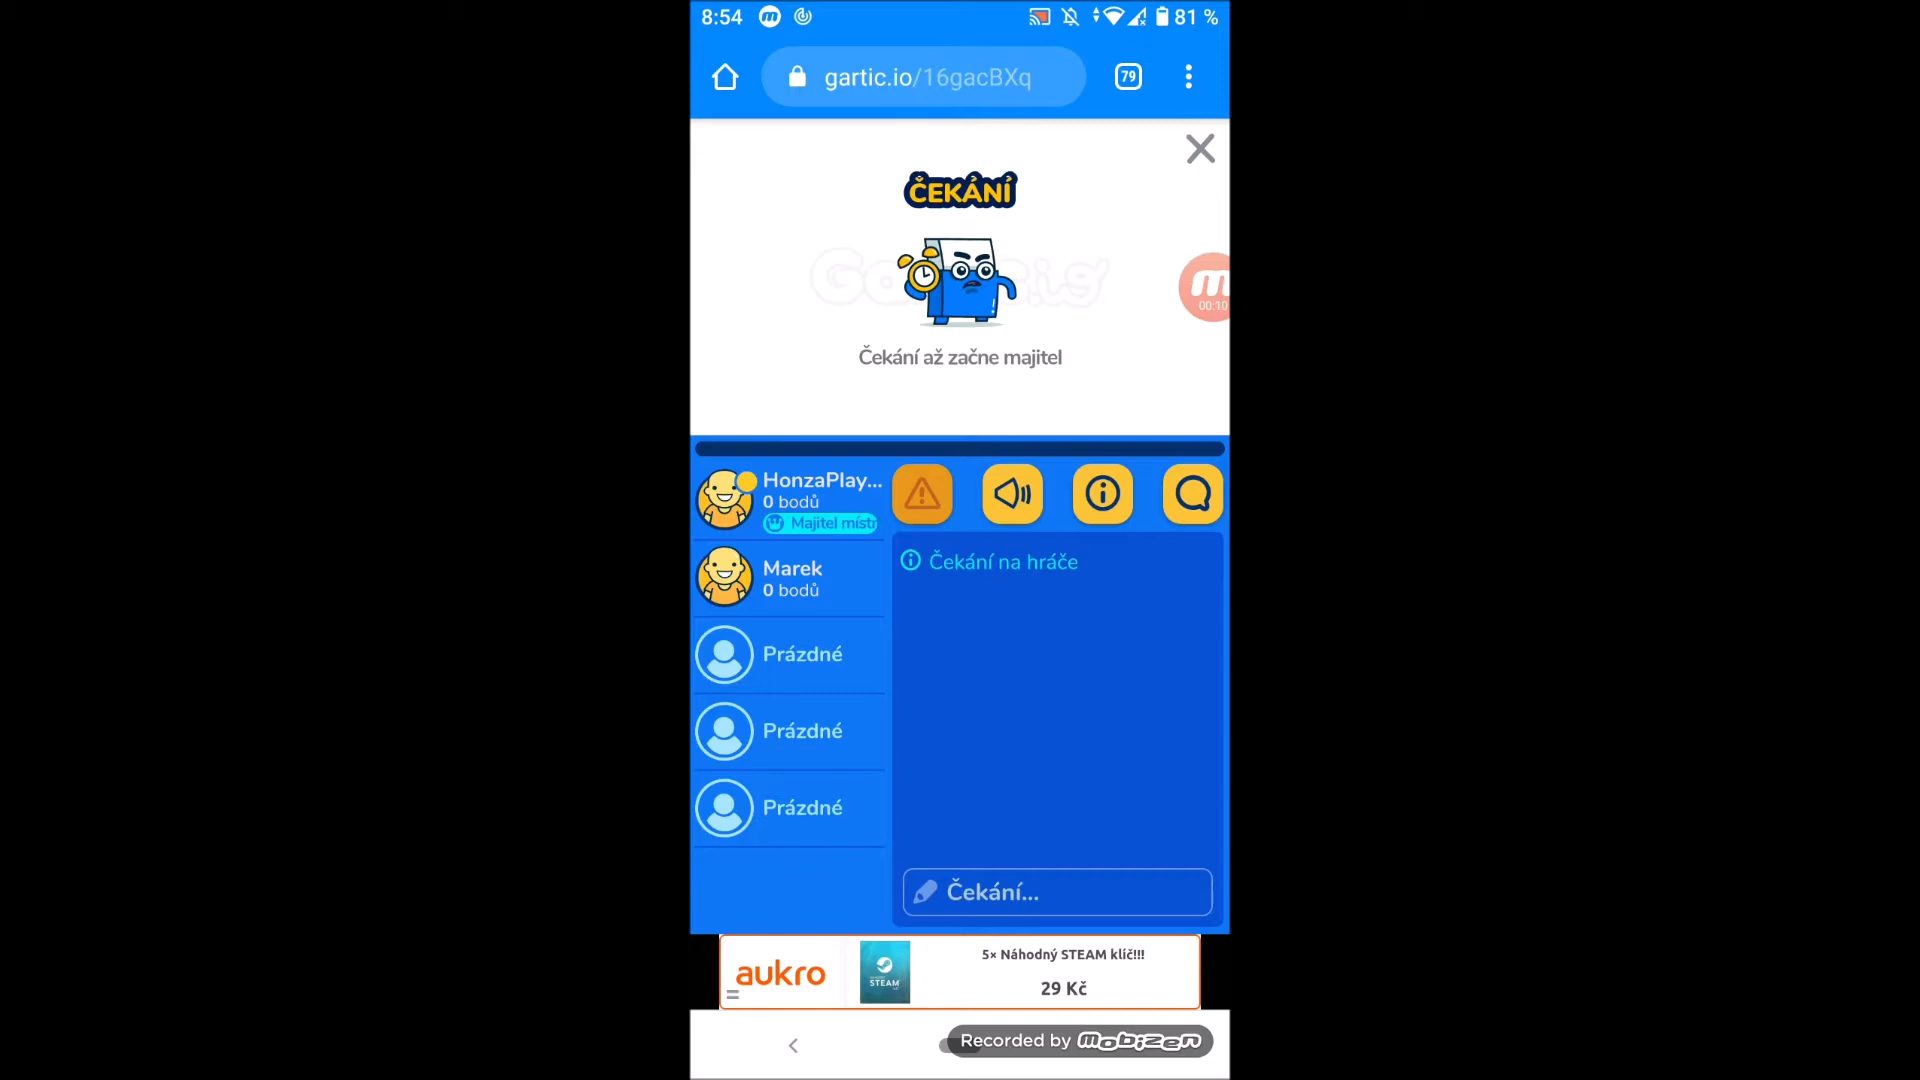 8:54
81 %
gartic.io/16gacBXq
79
ČEKÁNÍ
Čekání až začne majitel
00:10
HonzaPlay...
0 bodů
Majitel místn
Marek
0 bodů
Prázdné
Prázdné
Prázdné
Čekání na hráče
Čekání...
aukro
STEAM
5× Náhodný STEAM klíč!!!
29 Kč
Recorded by mobizen